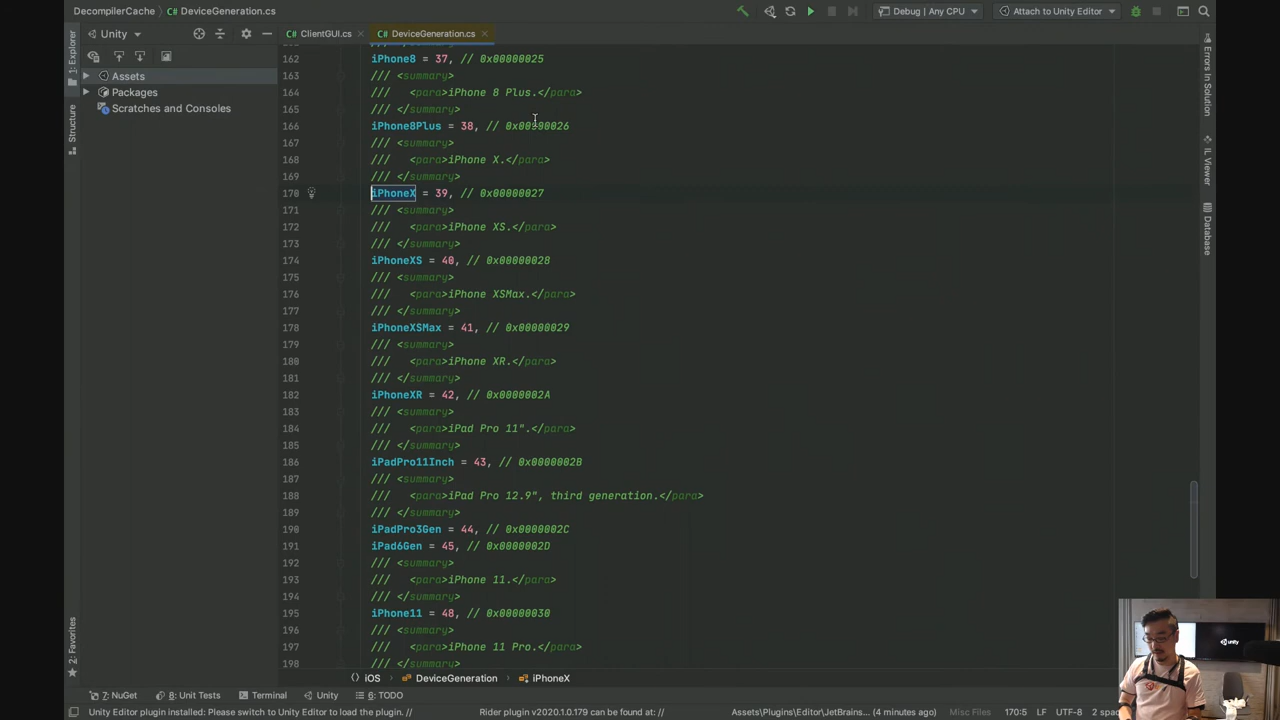 DecompilerCache
DeviceGeneration.cs
Debug | Any CPU
Attach to Unity Editor
1: Explorer
Unity
ClientGUI.cs
DeviceGeneration.cs
Assets
Packages
Scratches and Consoles
Structure
2: Favorites
162 iPhone8 = 37, // 0x00000025
163 /// <summary>
164 /// <para>iPhone 8 Plus.</para>
165 /// </summary>
166 iPhone8Plus = 38, // 0x00000026
167 /// <summary>
168 /// <para>iPhone X.</para>
169 /// </summary>
170 iPhoneX = 39, // 0x00000027
171 /// <summary>
172 /// <para>iPhone XS.</para>
173 /// </summary>
174 iPhoneXS = 40, // 0x00000028
175 /// <summary>
176 /// <para>iPhone XSMax.</para>
177 /// </summary>
178 iPhoneXSMax = 41, // 0x00000029
179 /// <summary>
180 /// <para>iPhone XR.</para>
181 /// </summary>
182 iPhoneXR = 42, // 0x0000002A
183 /// <summary>
184 /// <para>iPad Pro 11".</para>
185 /// </summary>
186 iPadPro11Inch = 43, // 0x0000002B
187 /// <summary>
188 /// <para>iPad Pro 12.9", third generation.</para>
189 /// </summary>
190 iPadPro3Gen = 44, // 0x0000002C
191 iPad6Gen = 45, // 0x0000002D
192 /// <summary>
193 /// <para>iPhone 11.</para>
194 /// </summary>
195 iPhone11 = 48, // 0x00000030
196 /// <summary>
197 /// <para>iPhone 11 Pro.</para>
198 /// </summary>
Errors In Solution
IL Viewer
Database
unity
{} iOS
DeviceGeneration
iPhoneX
7: NuGet
8: Unit Tests
Terminal
Unity
6: TODO
Unity Editor plugin installed: Please switch to Unity Editor to load the plugin. //
Rider plugin v2020.1.0.179 can be found at: //
Assets\Plugins\Editor\JetBrains... (4 minutes ago)
Misc Files
170:5
LF
UTF-8
2 spac